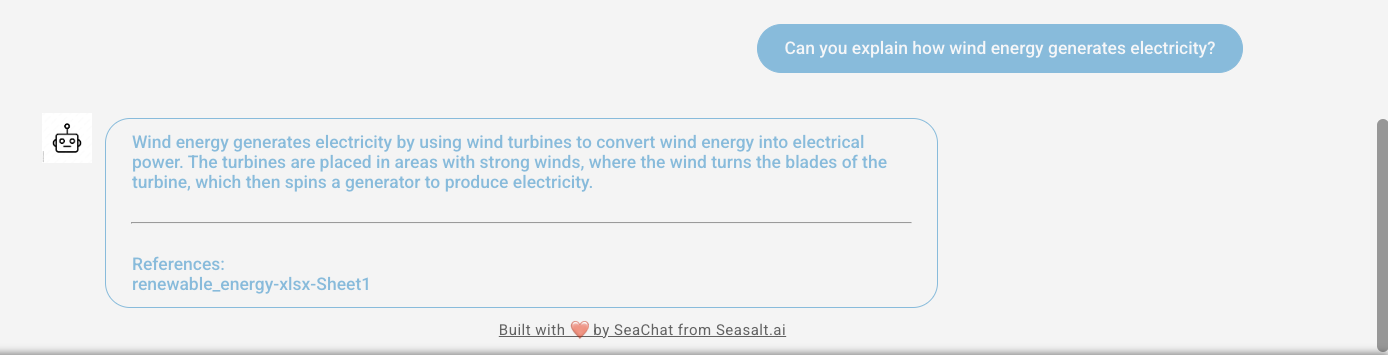 Can you explain how wind energy generates electricity?
Wind energy generates electricity by using wind turbines to convert wind energy into electrical
power. The turbines are placed in areas with strong winds, where the wind turns the blades of the
turbine, which then spins a generator to produce electricity.
References:
renewable_energy-xlsx-Sheet1
Built with ❤️ by SeaChat from Seasalt.ai